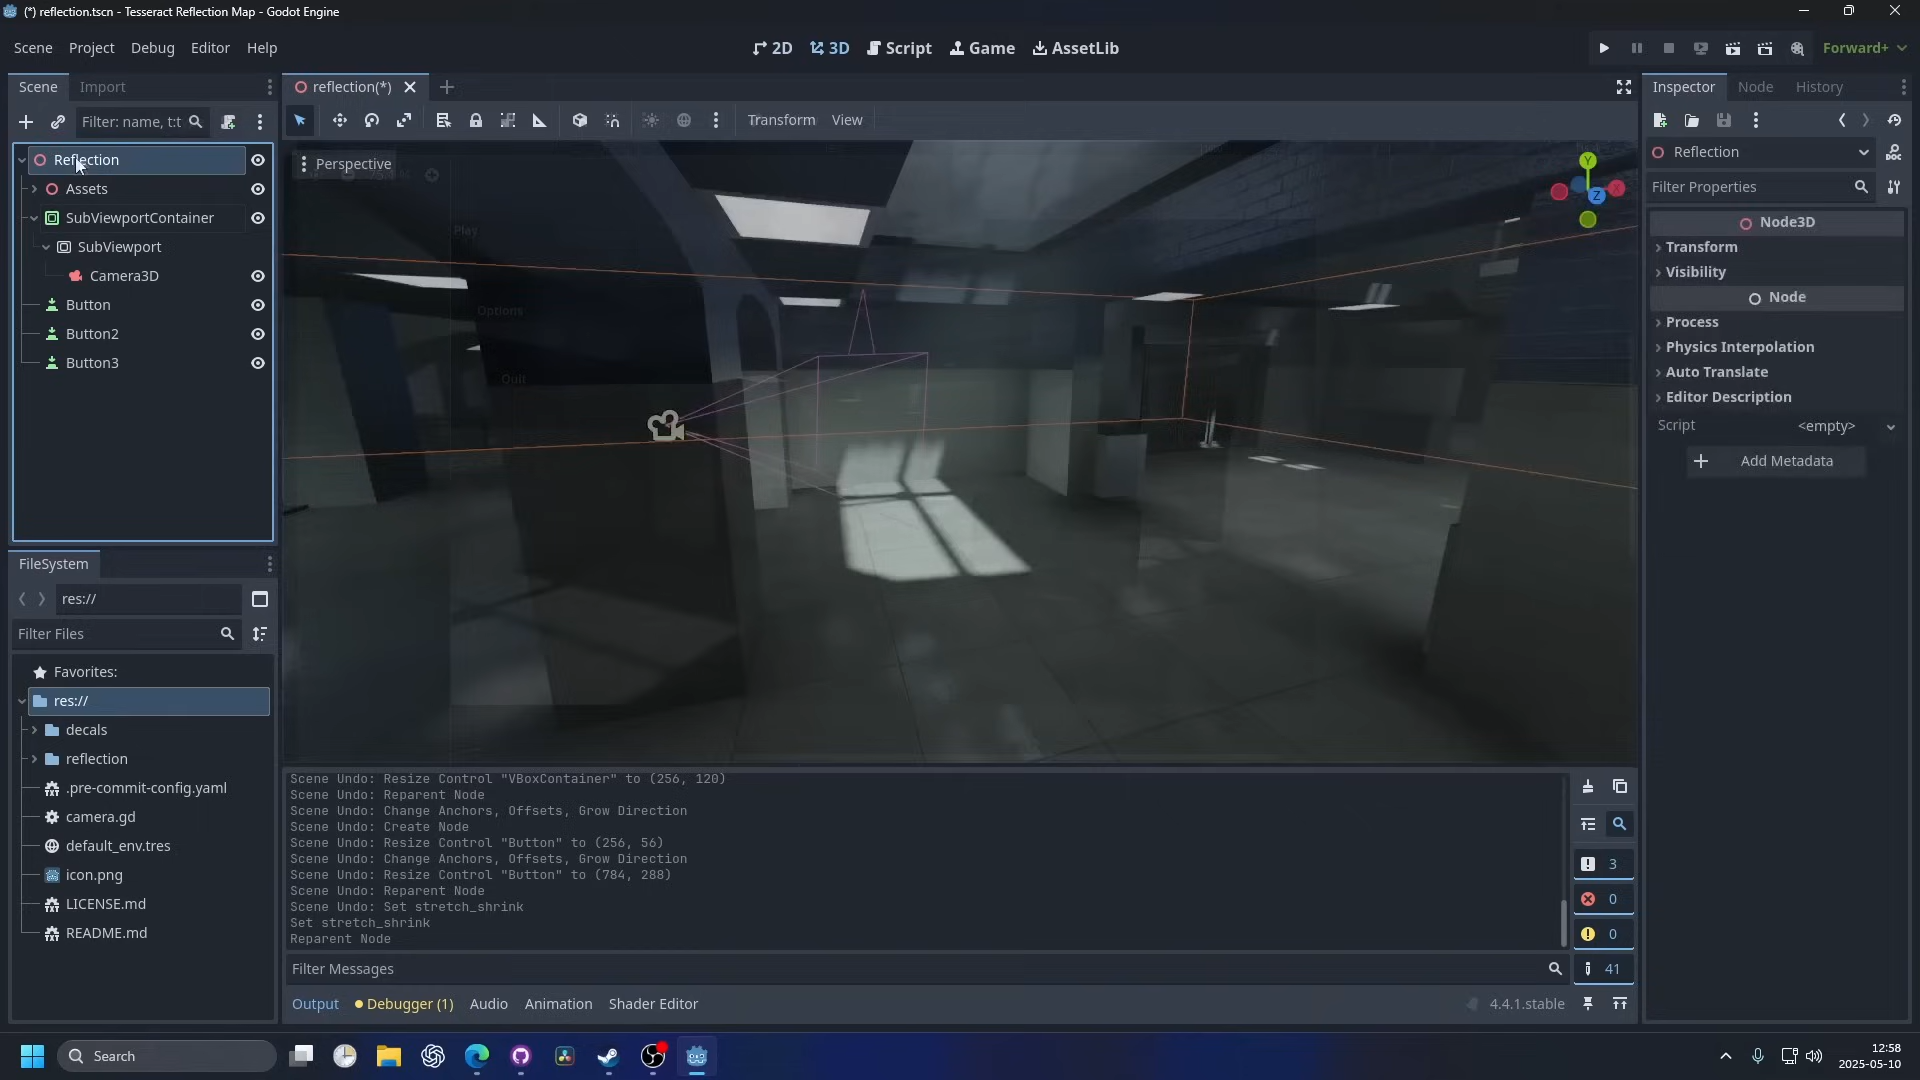 (*) reflection.tscn - Tesseract Reflection Map - Godot Engine
Scene Project Debug Editor Help
2D 3D Script Game AssetLib
Forward+
Scene Import
reflection(*)
Inspector Node History
Filter: name, t:t
Transform View
Perspective
Reflection
Assets
SubViewportContainer
SubViewport
Camera3D
Button
Button2
Button3
Play
Options
Quit
Y
X
Z
Reflection
DOC
Filter Properties
Node3D
Transform
Visibility
Node
Process
Physics Interpolation
Auto Translate
Editor Description
Script <empty>
Add Metadata
FileSystem
res://
Filter Files
Favorites:
res://
decals
reflection
.pre-commit-config.yaml
camera.gd
default_env.tres
icon.png
LICENSE.md
README.md
Scene Undo: Resize Control "VBoxContainer" to (256, 120)
Scene Undo: Reparent Node
Scene Undo: Change Anchors, Offsets, Grow Direction
Scene Undo: Create Node
Scene Undo: Resize Control "Button" to (256, 56)
Scene Undo: Change Anchors, Offsets, Grow Direction
Scene Undo: Resize Control "Button" to (784, 288)
Scene Undo: Reparent Node
Scene Undo: Set stretch_shrink
Set stretch_shrink
Reparent Node
3
0
0
41
Filter Messages
Output Debugger (1) Audio Animation Shader Editor
4.4.1.stable
Search
12:58
2025-05-10